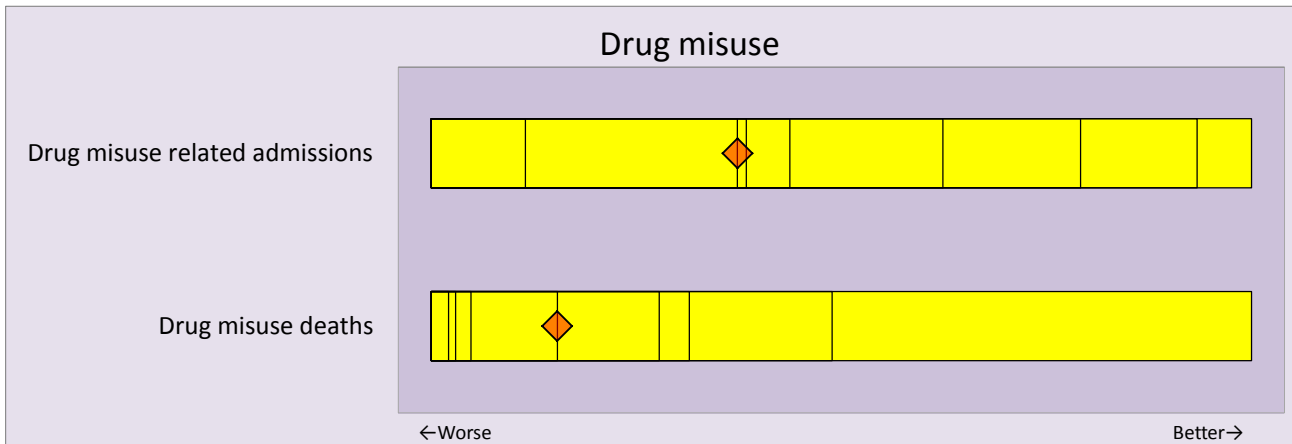 Drug misuse
Drug misuse related admissions
Drug misuse deaths
←Worse
Better→